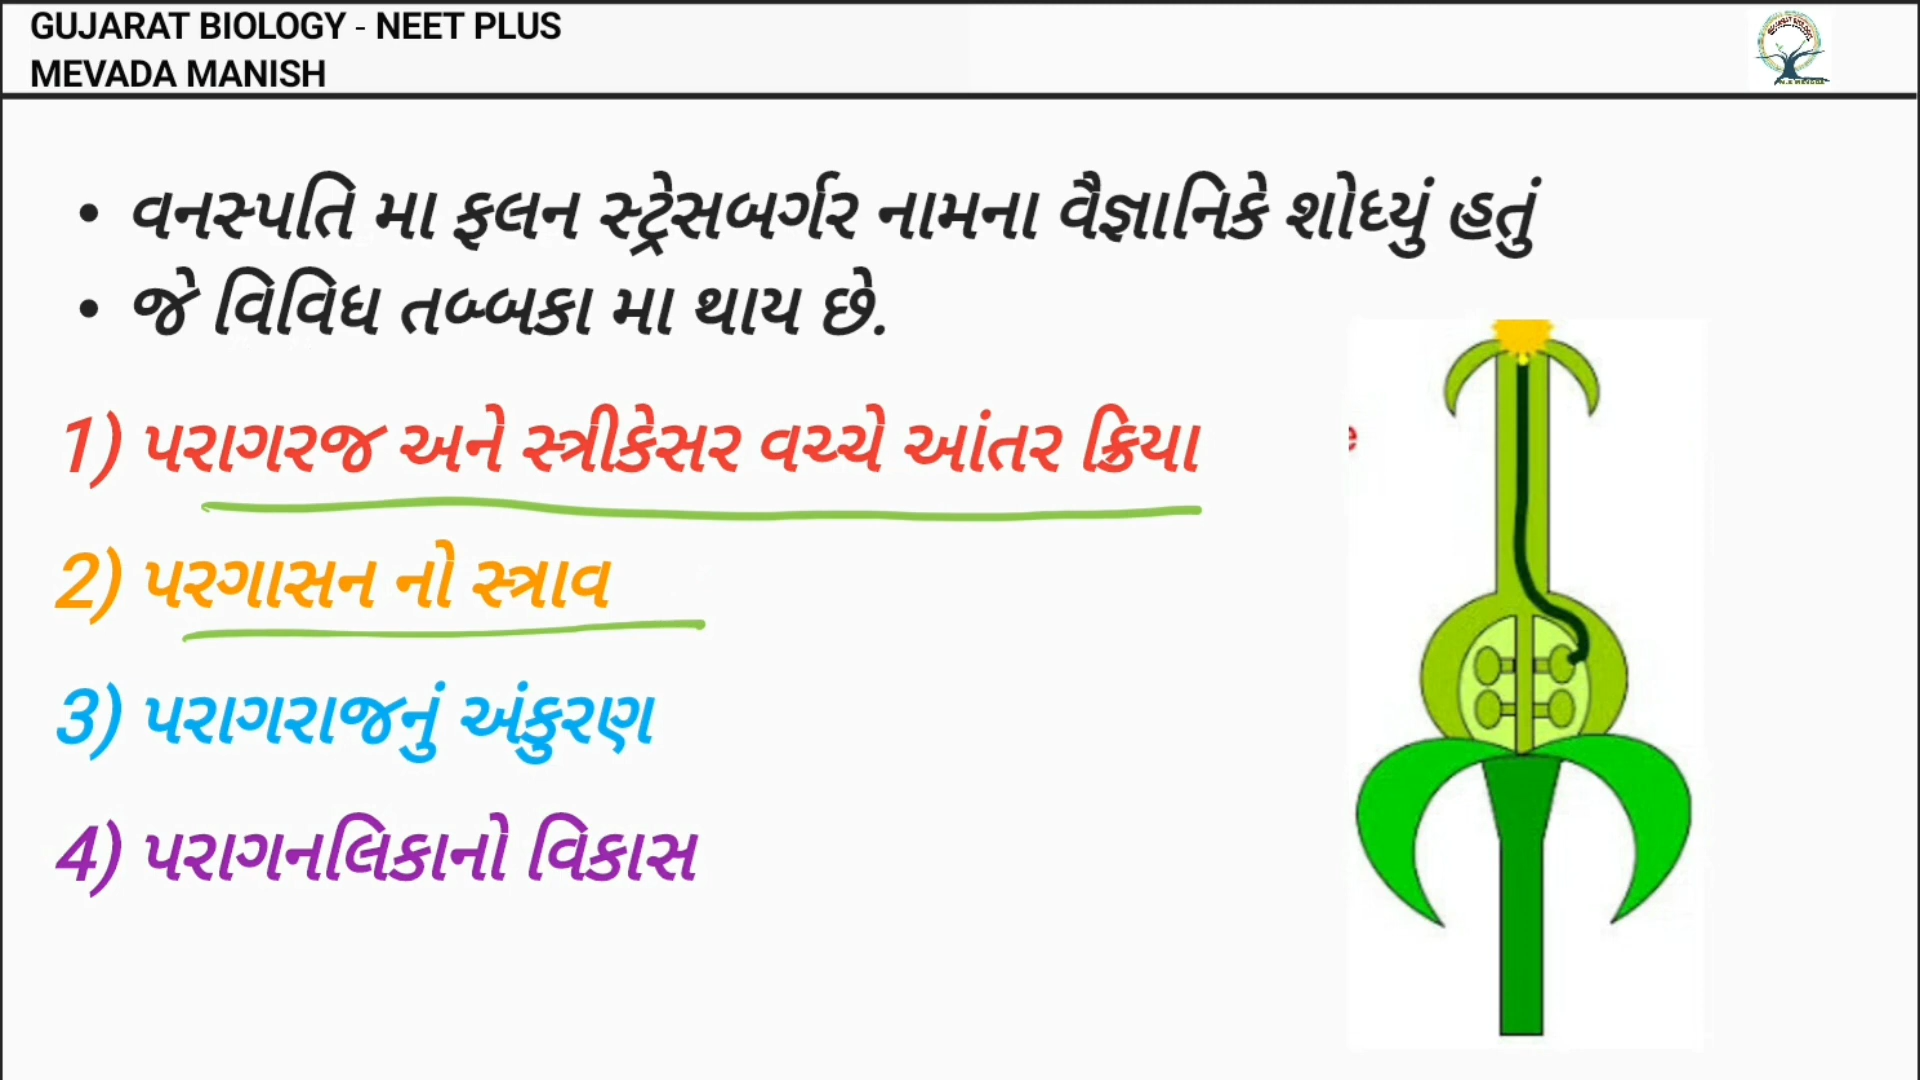 GUJARAT BIOLOGY - NEET PLUS
MEVADA MANISH
• વનસ્પતિ મા ફલન સ્ટ્રેસબર્ગર નામના વૈજ્ઞાનિકે શોધ્યું હતું
• જે વિવિધ તબ્બકા મા થાય છે.
1) પરાગરજ અને સ્ત્રીકેસર વચ્ચે આંતર ક્રિયા
2) પરગાસન નો સ્ત્રાવ
3) પરાગરાજનું અંકુરણ
4) પરાગનલિકાનો વિકાસ